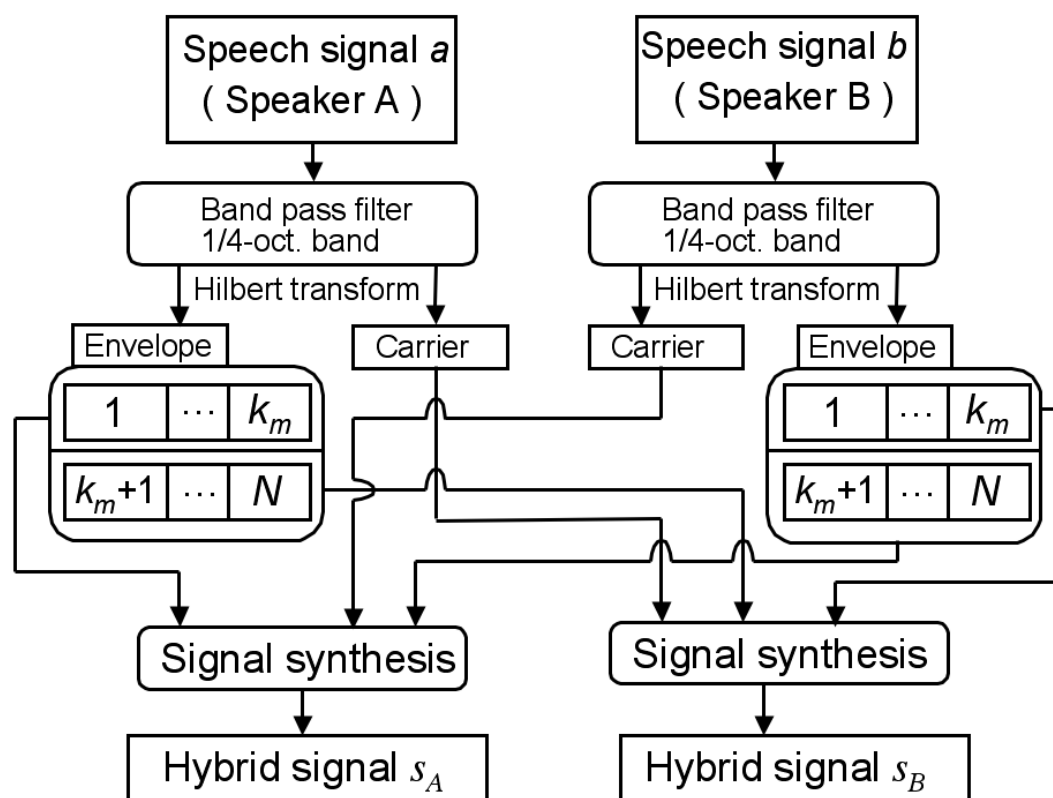 Speech signal a
( Speaker A )
Speech signal b
( Speaker B )
Band pass filter
1/4-oct. band
Band pass filter
1/4-oct. band
Hilbert transform
Hilbert transform
Envelope
Carrier
Carrier
Envelope
1 ... k_m
k_m+1 ... N
1 ... k_m
k_m+1 ... N
Signal synthesis
Signal synthesis
Hybrid signal s_A
Hybrid signal s_B